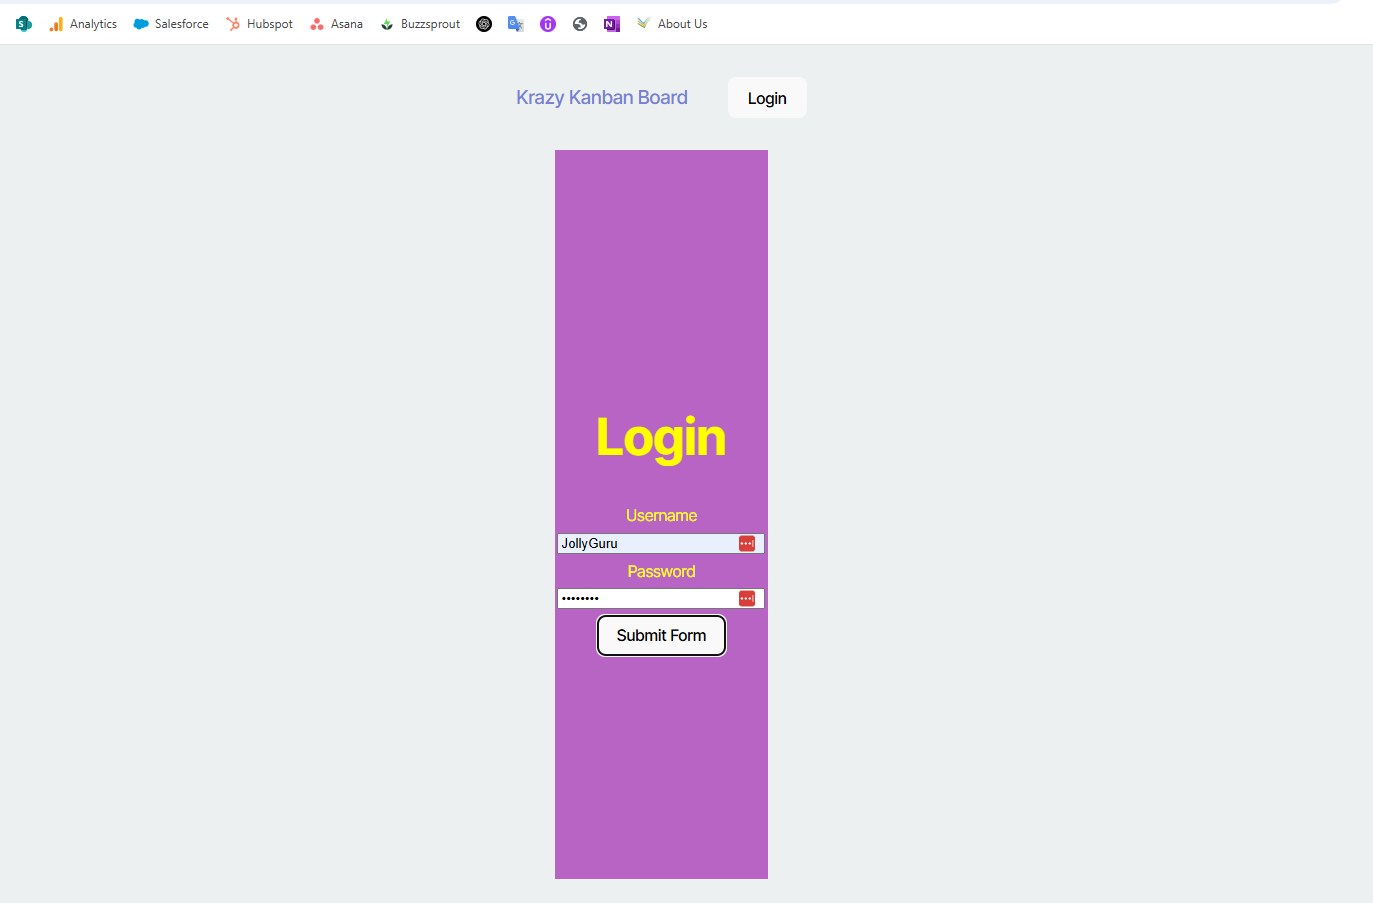 Analytics Salesforce Hubspot Asana Buzzsprout About Us
Krazy Kanban Board Login
Login
Username
JollyGuru
Password
••••••••
Submit Form